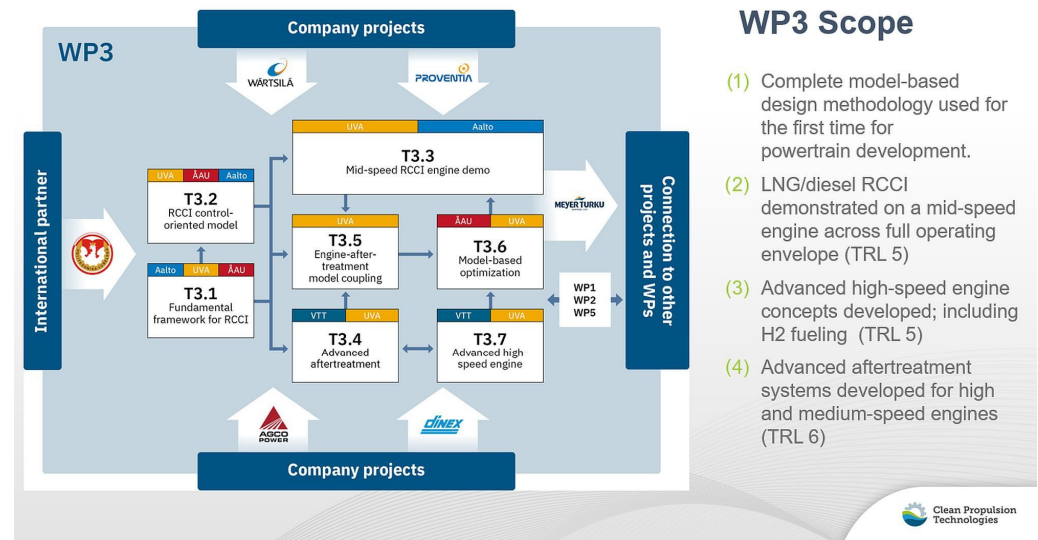 Company projects
WP3
WÄRTSILÄ
PROVENTIA
International partner
UVA
Aalto
T3.3
Mid-speed RCCI engine demo
UVA
ÅAU
Aalto
T3.2
RCCI control-
oriented model
UVA
T3.5
Engine-after-
treatment
model coupling
ÅAU
UVA
T3.6
Model-based
optimization
Aalto
UVA
ÅAU
T3.1
Fundamental
framework for RCCI
VTT
UVA
T3.4
Advanced
aftertreatment
VTT
UVA
T3.7
Advanced high
speed engine
MEYER TURKU
WP1
WP2
WP5
Connection to other
projects and WPs
AGCO
POWER
DINEX
Company projects
WP3 Scope
(1) Complete model-based
design methodology used for
the first time for
powertrain development.
(2) LNG/diesel RCCI
demonstrated on a mid-speed
engine across full operating
envelope (TRL 5)
(3) Advanced high-speed engine
concepts developed; including
H2 fueling (TRL 5)
(4) Advanced aftertreatment
systems developed for high
and medium-speed engines
(TRL 6)
Clean Propulsion
Technologies